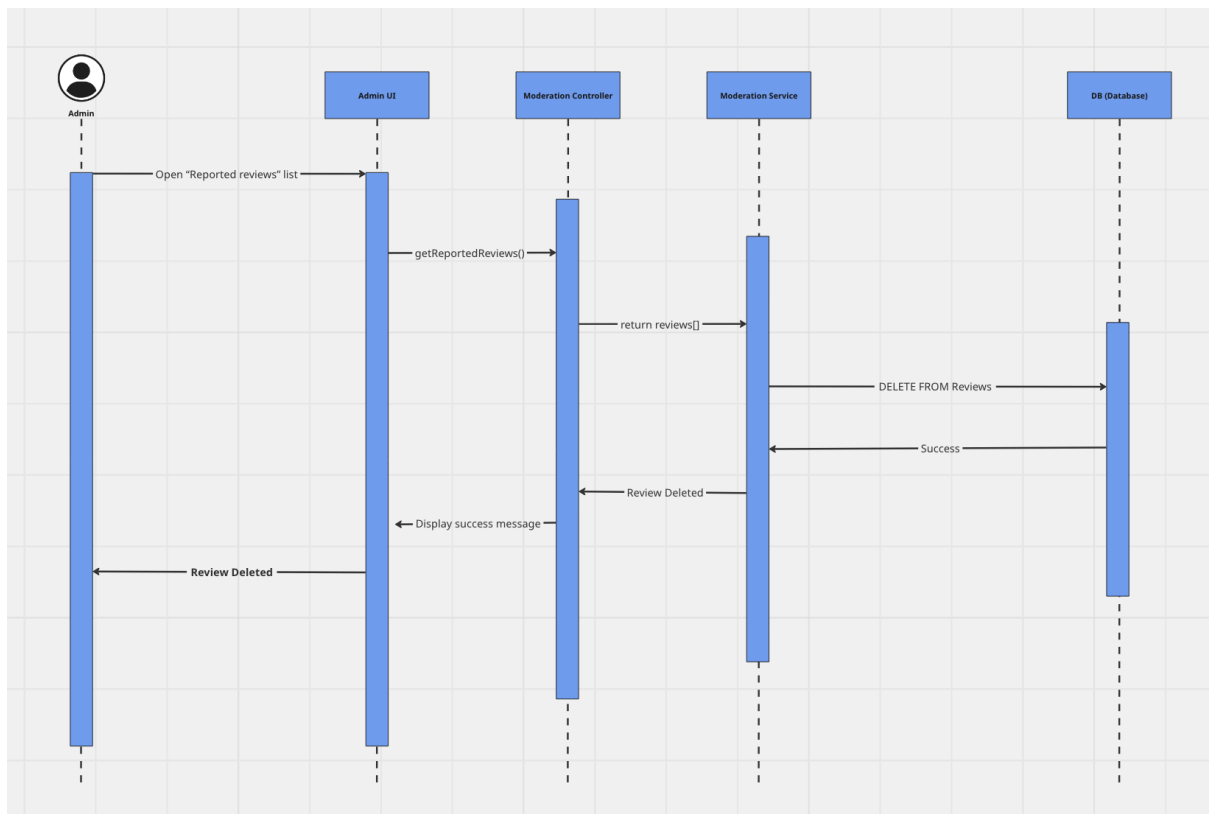 Admin
Admin UI
Moderation Controller
Moderation Service
DB (Database)
Open “Reported reviews” list
getReportedReviews()
return reviews[]
DELETE FROM Reviews
Success
Review Deleted
Display success message
Review Deleted